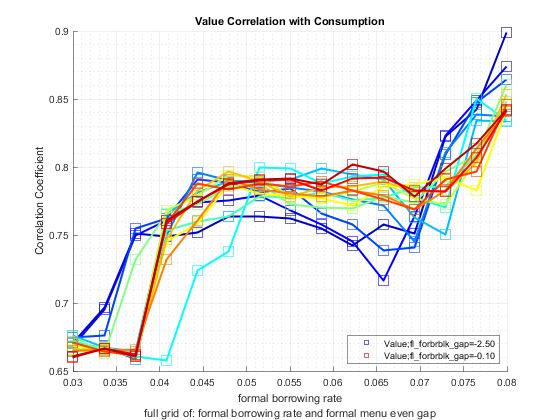 Value Correlation with Consumption
0.9
0.85
0.8
0.75
0.7
0.65
Correlation Coefficient
Value;fl_forbrblk_gap=-2.50
Value;fl_forbrblk_gap=-0.10
0.03 0.035 0.04 0.045 0.05 0.055 0.06 0.065 0.07 0.075 0.08
formal borrowing rate
full grid of: formal borrowing rate and formal menu even gap